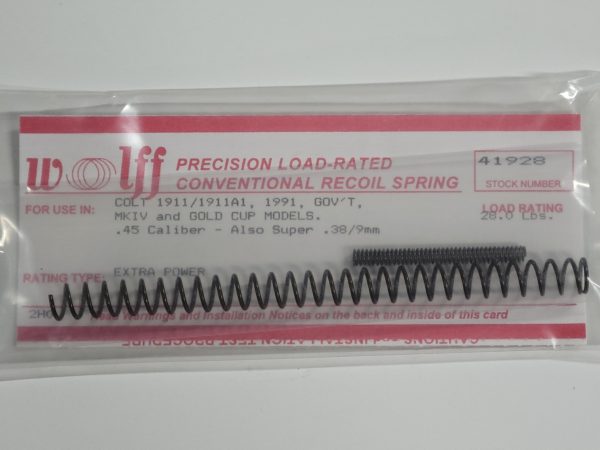 wolff
PRECISION LOAD-RATED
CONVENTIONAL RECOIL SPRING
41928
STOCK NUMBER
FOR USE IN:
COLT 1911/1911A1, 1991, GOV'T,
MKIV and GOLD CUP MODELS.
.45 Caliber - Also Super .38/9mm
LOAD RATING
28.0 Lbs.
RATING TYPE:
EXTRA POWER
Read Warnings and Installation Notices on the back and inside of this card